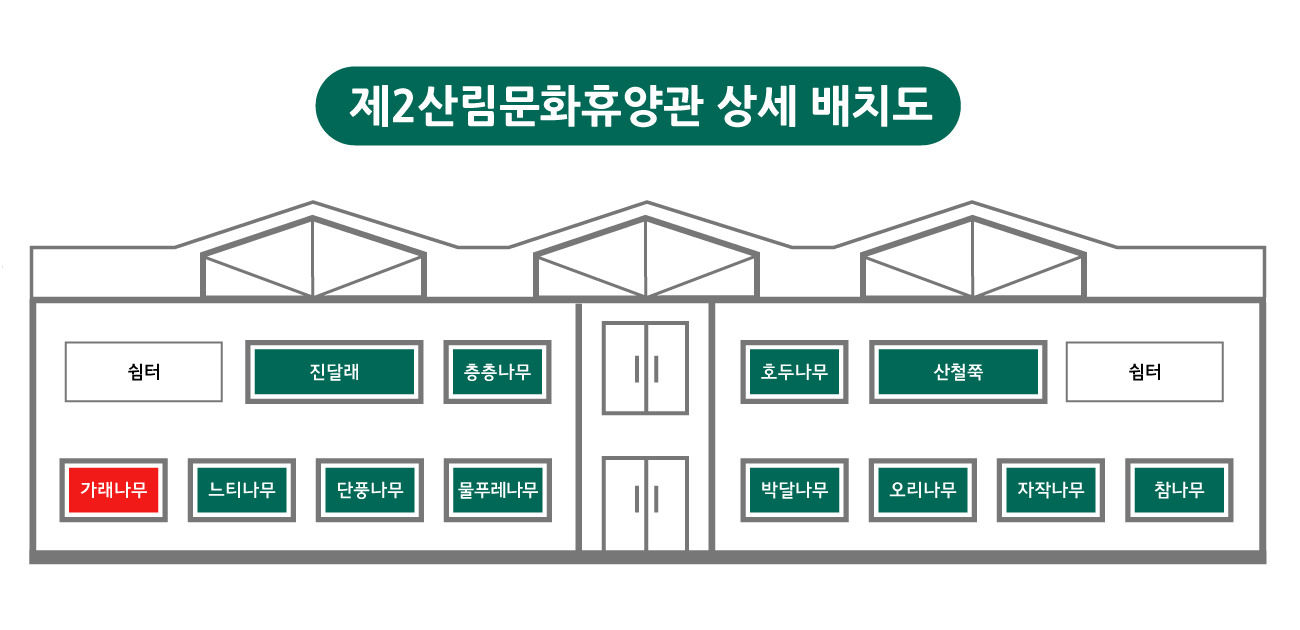 제2산림문화휴양관 상세 배치도
쉼터 진달래 층층나무 호두나무 산철쭉 쉼터
가래나무 느티나무 단풍나무 물푸레나무 박달나무 오리나무 자작나무 참나무